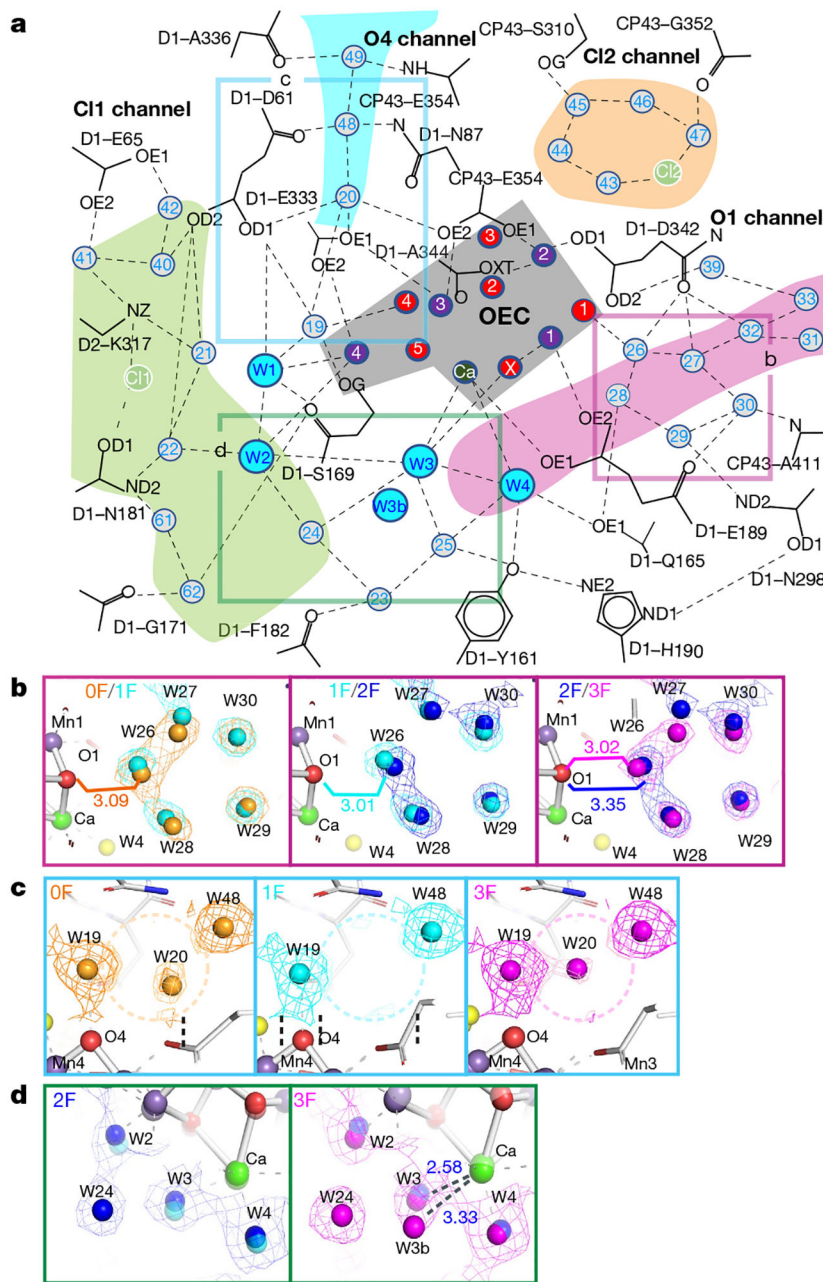 a
D1–A336
O4 channel
CP43–S310
CP43–G352
Cl2 channel
O
49
NH
OG
c
D1–D61
CP43–E354
45
46
O
Cl1 channel
O
48
N
D1–N87
44
47
D1–E65
OE1
O
CP43–E354
43
Cl2
D1–E333
20
O1 channel
OE2
42
OD2
OD1
OE1
OE2
3
OE1
D1–D342
N
D1–A344
2
OD1
O
41
40
OE2
OXT
39
O
2
OD2
33
NZ
4
3
OEC
1
32
31
D2–K317
21
19
5
1
26
27
b
4
Ca
X
Cl1
W1
28
30
OG
OE2
OD1
O
29
N
22
d
W2
W3
OE1
CP43–A411
ND2
D1–S169
W4
O
ND2
D1–N181
61
W3b
OE1
D1–E189
OD1
24
25
D1–Q165
62
O
O
NE2
D1–N298
23
D1–G171
D1–F182
O
ND1
D1–Y161
D1–H190
b
0F/1F
W27
W30
Mn1
W26
O1
3.09
Ca
W29
W4
W28
1F/2F
W27
W30
W26
3.01
W28
W29
2F/3F
W27
W30
Mn1
W26
3.02
O1
3.35
Ca
W4
W28
W29
c
0F
W48
W19
W20
O4
Mn4
1F
W48
W19
O4
3F
W48
W19
W20
O4
Mn4
Mn3
d
2F
W2
Ca
W3
W24
W4
3F
W2
Ca
2.58
W3
W24
W4
3.33
W3b